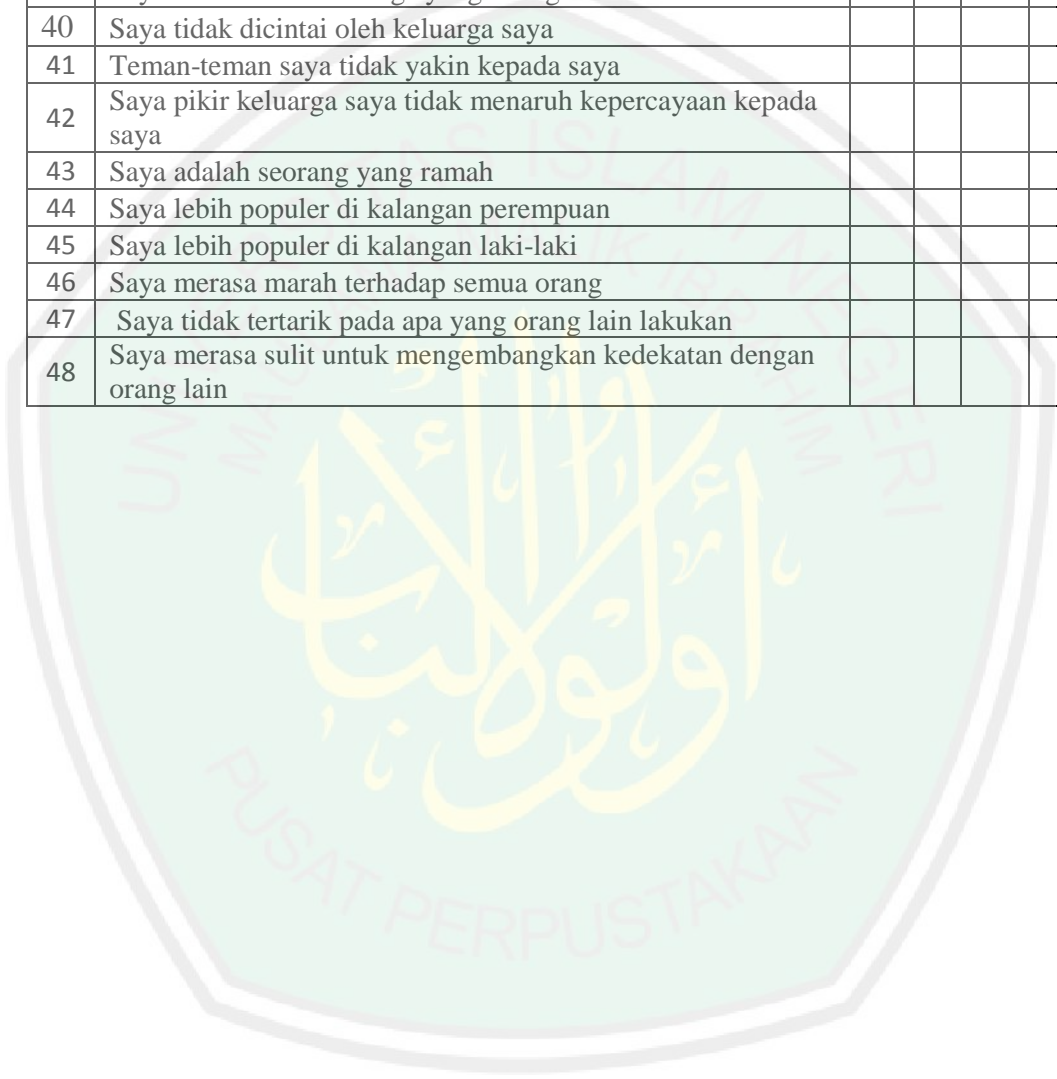 40 Saya tidak dicintai oleh keluarga saya
41 Teman-teman saya tidak yakin kepada saya
42 Saya pikir keluarga saya tidak menaruh kepercayaan kepada
saya
43 Saya adalah seorang yang ramah
44 Saya lebih populer di kalangan perempuan
45 Saya lebih populer di kalangan laki-laki
46 Saya merasa marah terhadap semua orang
47 Saya tidak tertarik pada apa yang orang lain lakukan
48 Saya merasa sulit untuk mengembangkan kedekatan dengan
orang lain
PUSAT PERPUSTAKAAN